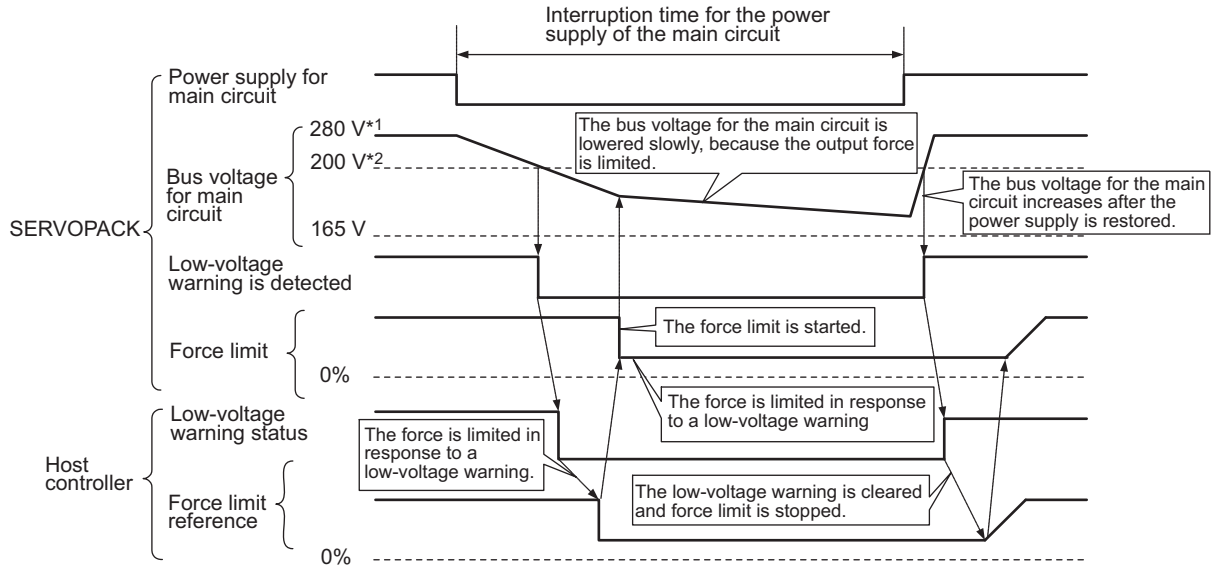 Interruption time for the power
supply of the main circuit
SERVOPACK
Power supply for
main circuit
Bus voltage
for main
circuit
280 V*1
200 V*2
165 V
The bus voltage for the main circuit is
lowered slowly, because the output force
is limited.
The bus voltage for the main
circuit increases after the
power supply is restored.
Low-voltage
warning is detected
Force limit
0%
The force limit is started.
The force is limited in response
to a low-voltage warning
Host
controller
Low-voltage
warning status
The force is limited in
response to a
low-voltage warning.
Force limit
reference
0%
The low-voltage warning is cleared
and force limit is stopped.